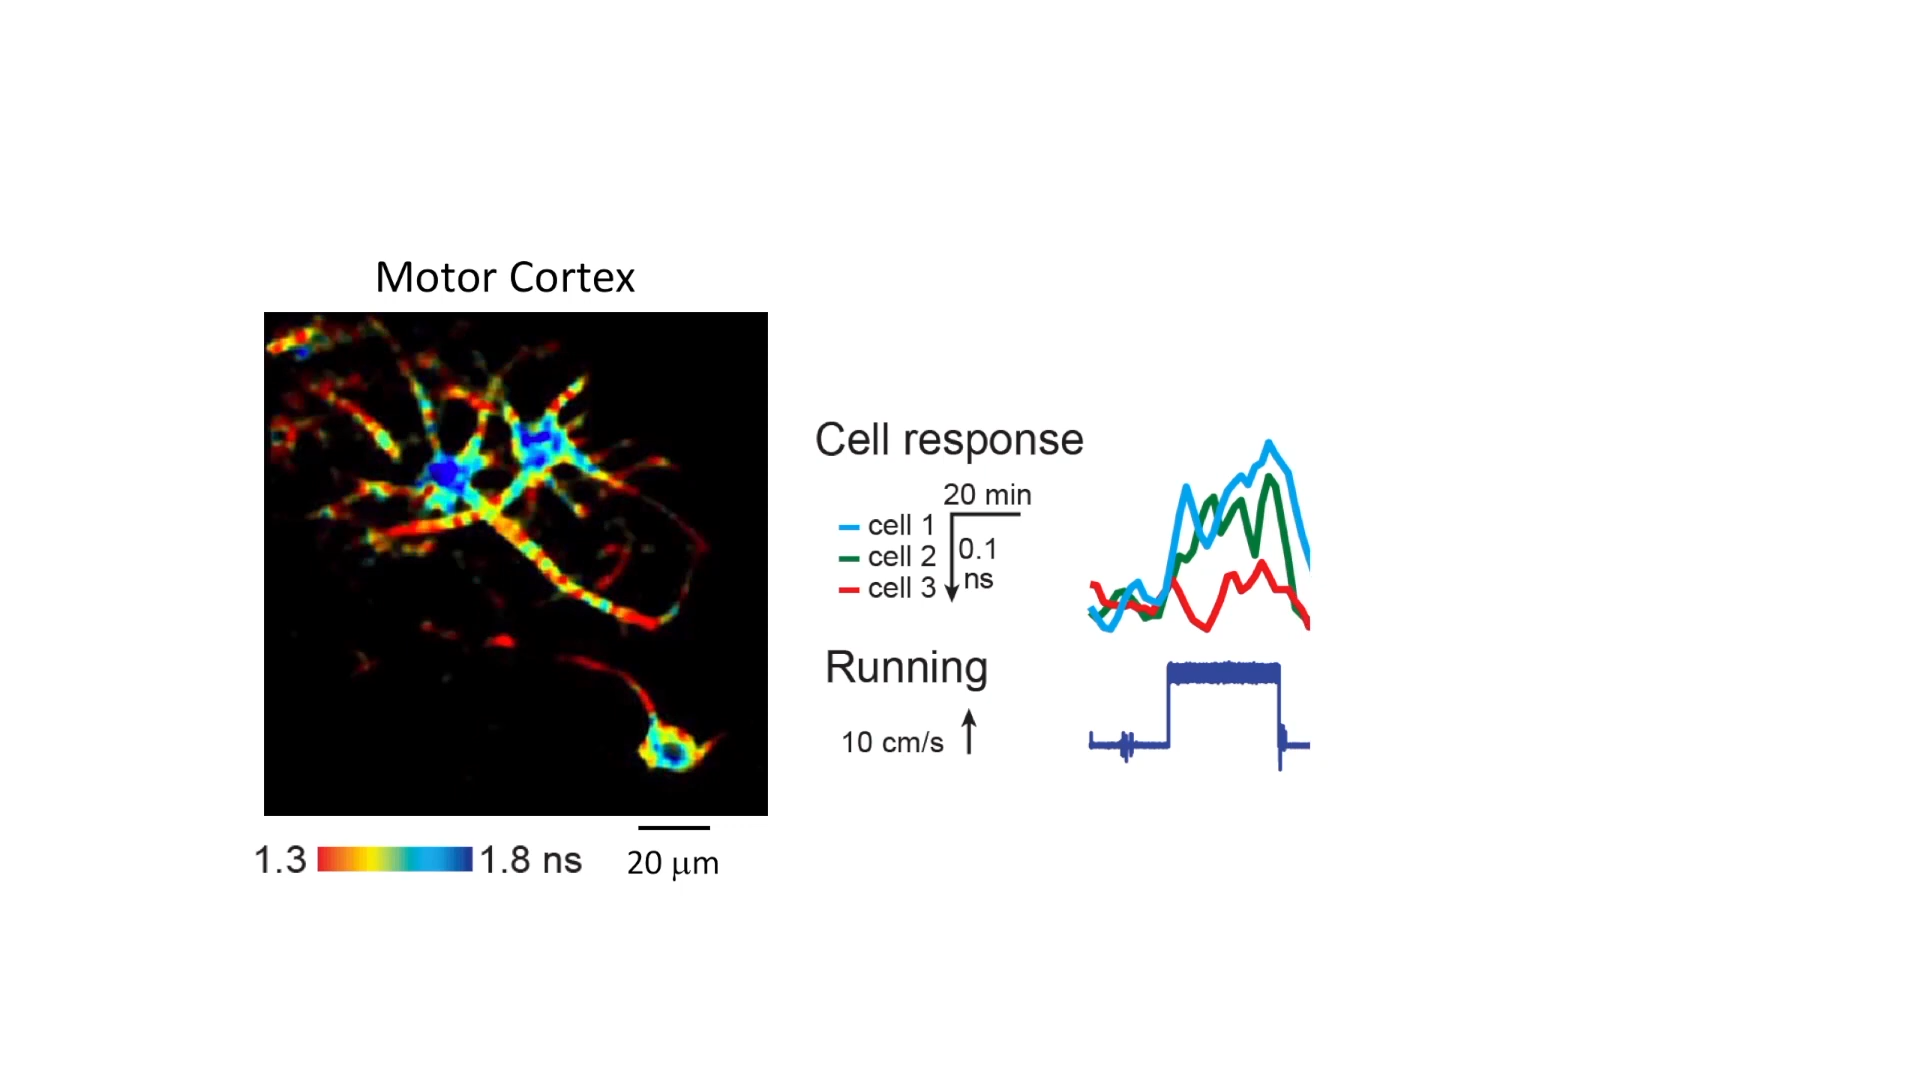 Motor Cortex
1.3
1.8 ns
20 μm
Cell response
20 min
cell 1
cell 2
cell 3
0.1
ns
Running
10 cm/s